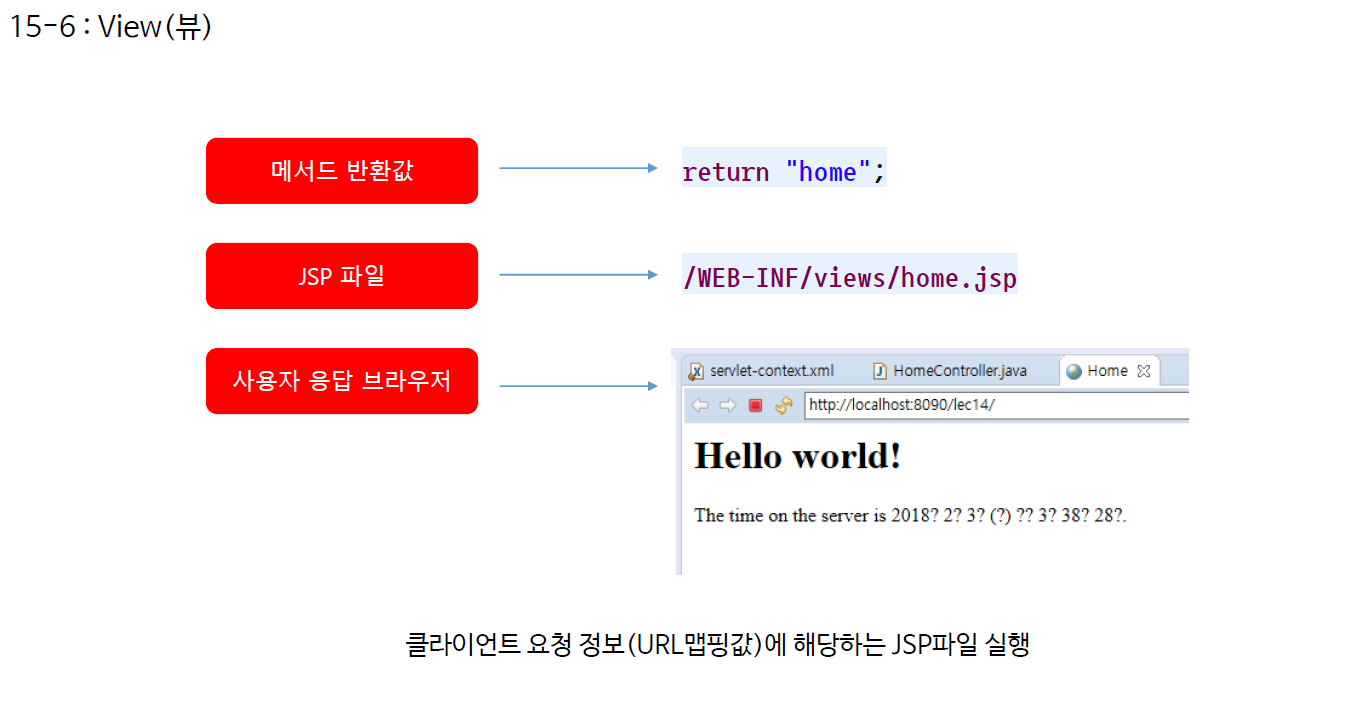 15-6 : View(뷰)
메서드 반환값
return "home";
JSP 파일
/WEB-INF/views/home.jsp
사용자 응답 브라우저
servlet-context.xml HomeController.java Home
http://localhost:8090/lec14/
Hello world!
The time on the server is 2018? 2? 3? (?) ?? 3? 38? 28?.
클라이언트 요청 정보(URL맵핑값)에 해당하는 JSP파일 실행